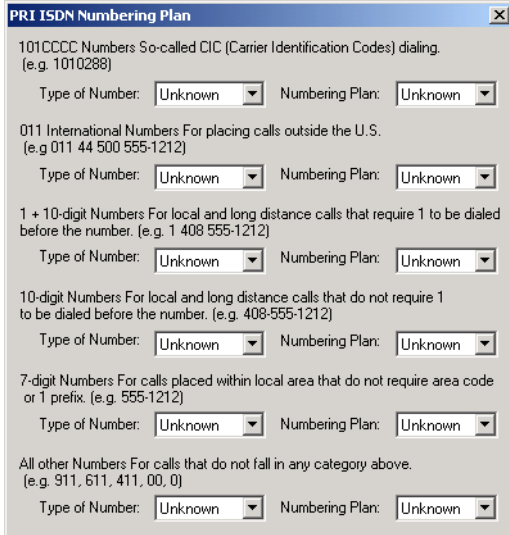 PRI ISDN Numbering Plan
101CCCC Numbers So-called CIC (Carrier Identification Codes) dialing.
(e.g. 1010288)
Type of Number: Unknown Numbering Plan: Unknown
011 International Numbers For placing calls outside the U.S.
(e.g 011 44 500 555-1212)
Type of Number: Unknown Numbering Plan: Unknown
1 + 10-digit Numbers For local and long distance calls that require 1 to be dialed
before the number. (e.g. 1 408 555-1212)
Type of Number: Unknown Numbering Plan: Unknown
10-digit Numbers For local and long distance calls that do not require 1
to be dialed before the number. (e.g. 408-555-1212)
Type of Number: Unknown Numbering Plan: Unknown
7-digit Numbers For calls placed within local area that do not require area code
or 1 prefix. (e.g. 555-1212)
Type of Number: Unknown Numbering Plan: Unknown
All other Numbers For calls that do not fall in any category above.
(e.g. 911, 611, 411, 00, 0)
Type of Number: Unknown Numbering Plan: Unknown